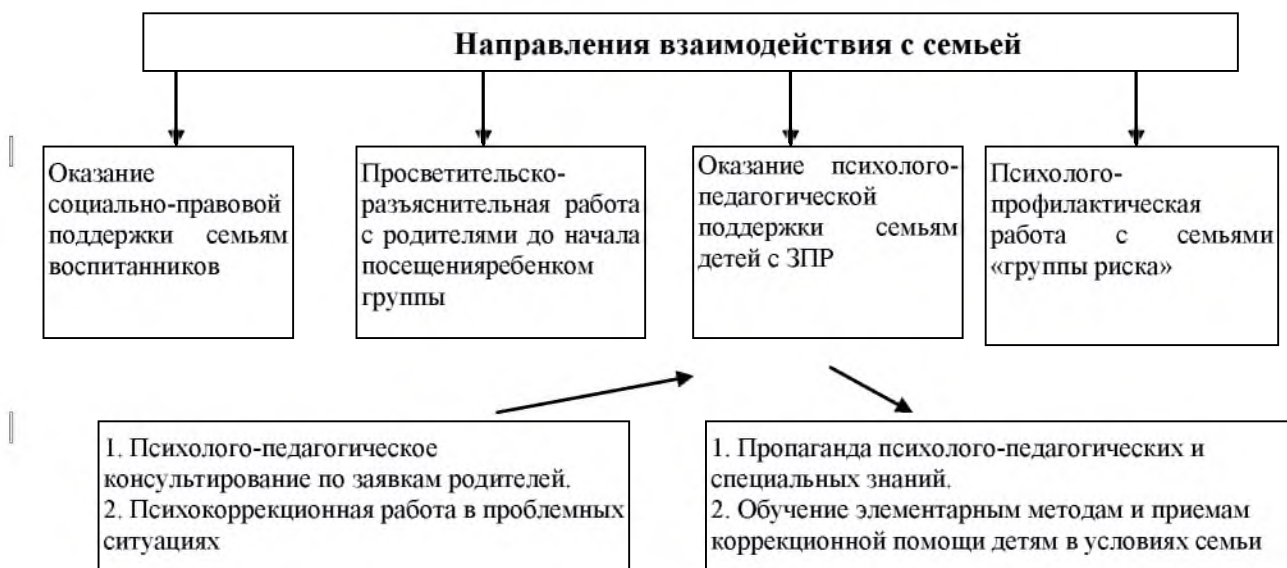 Направления взаимодействия с семьей
Оказание
социально-правовой
поддержки семьям
воспитанников
Просветительско-
разъяснительная работа
с родителями до начала
посещенияребенком
группы
Оказание психолого-
педагогической
поддержки семьям
детей с ЗПР
Психолого-
профилактическая
работа с семьями
«группы риска»
1. Психолого-педагогическое
консультирование по заявкам родителей.
2. Психокоррекционная работа в проблемных
ситуациях
1. Пропаганда психолого-педагогических и
специальных знаний.
2. Обучение элементарным методам и приемам
коррекционной помощи детям в условиях семьи